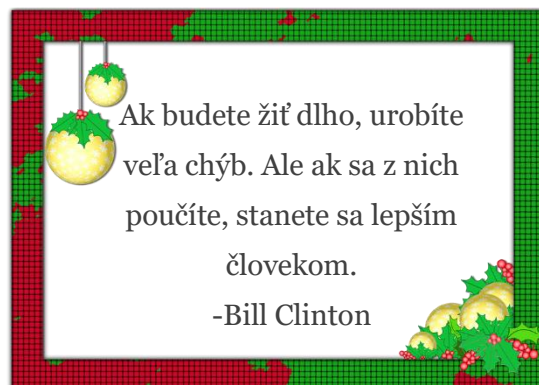 Ak budete žiť dlho, urobíte
veľa chýb. Ale ak sa z nich
poučíte, stanete sa lepším
človekom.
-Bill Clinton